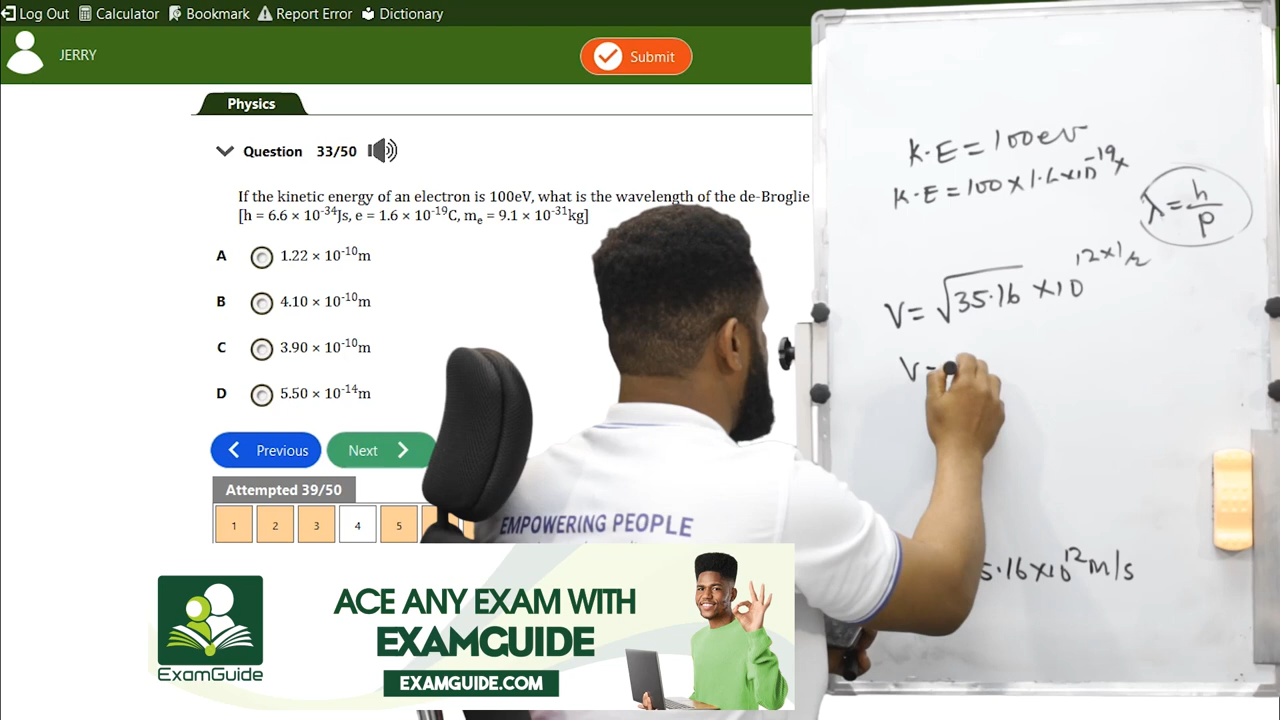 Log Out Calculator Bookmark Report Error Dictionary
JERRY
Submit
Physics
Question 33/50
If the kinetic energy of an electron is 100eV, what is the wavelength of the de-Broglie
[h = 6.6 × 10⁻³⁴Js, e = 1.6 × 10⁻¹⁹C, mₑ = 9.1 × 10⁻³¹kg]
A 1.22 × 10⁻¹⁰m
B 4.10 × 10⁻¹⁰m
C 3.90 × 10⁻¹⁰m
D 5.50 × 10⁻¹⁴m
Previous Next
Attempted 39/50
1 2 3 4 5
K.E = 100eV
K.E = 100 × 1.6 × 10⁻¹⁹ ×
λ = h/p
V = √35.16 × 10^(12 × 1/2)
V =
5.16 × 10¹² m/s
EMPOWERING PEOPLE
ExamGuide
ACE ANY EXAM WITH
EXAMGUIDE
EXAMGUIDE.COM